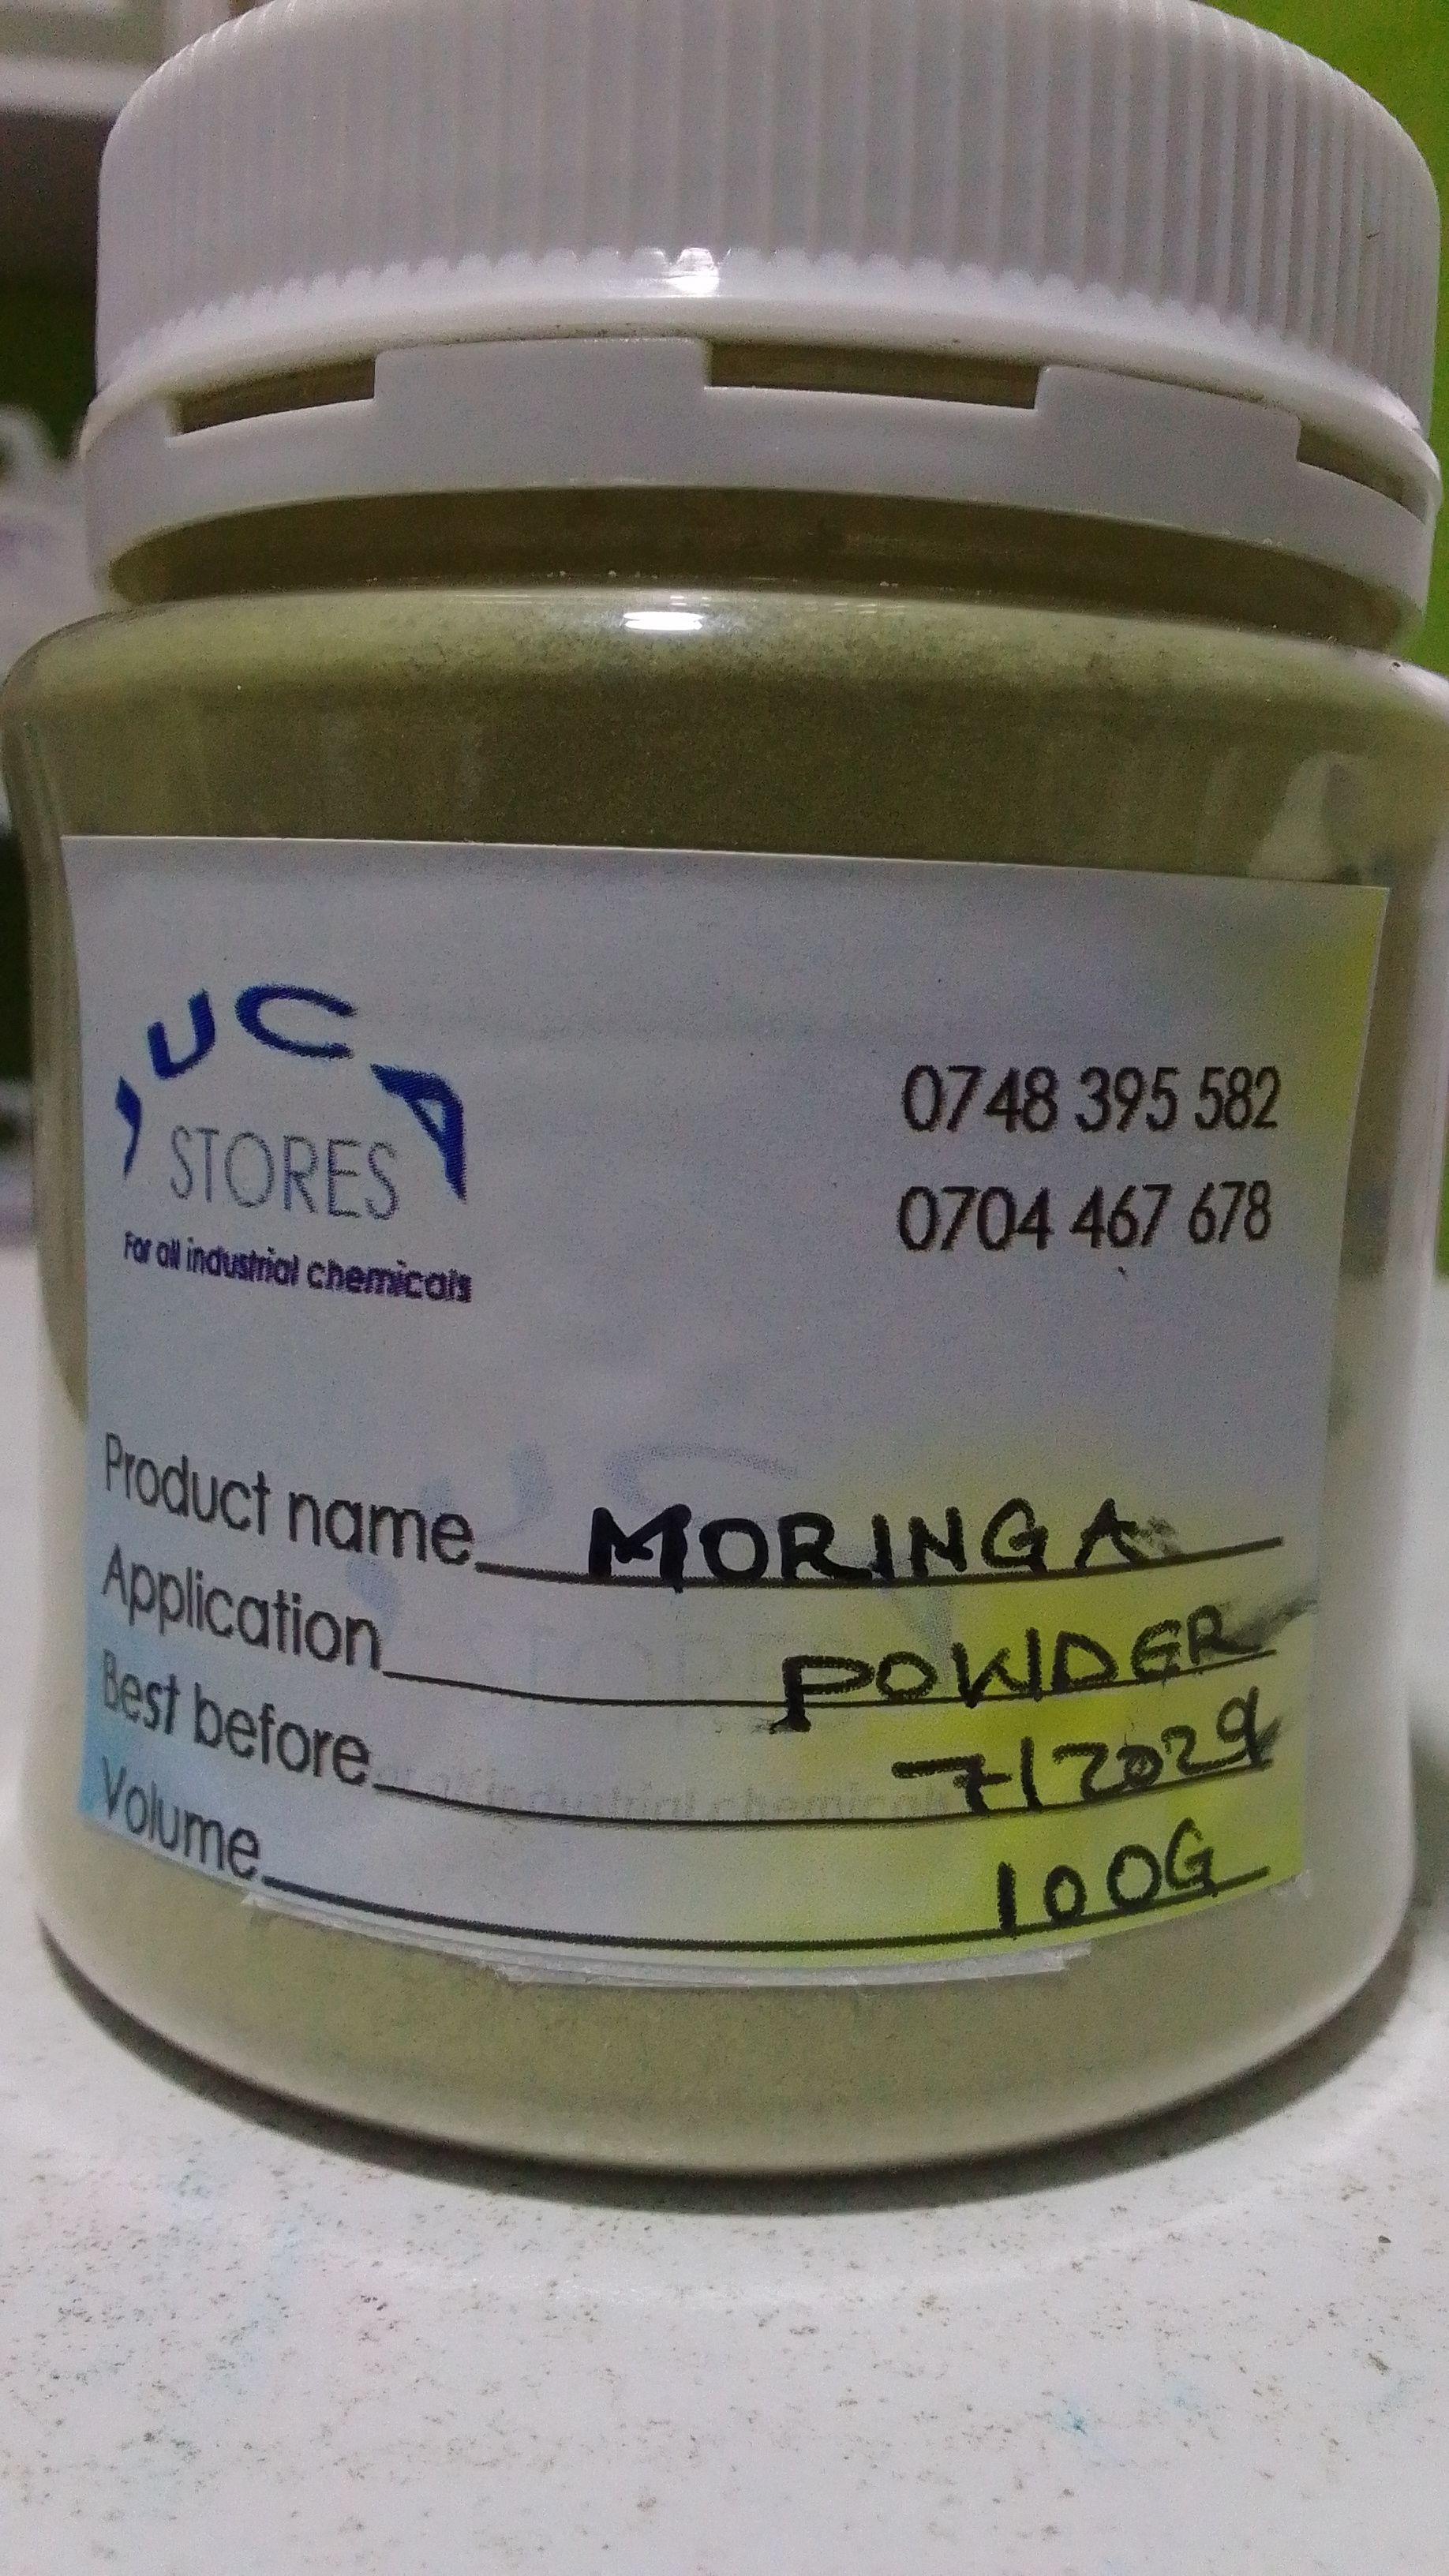 UCA
STORES
For all industrial chemicals
0748 395 582
0704 467 678
Product name MORINGA
Application POWDER
Best before 7/2029
Volume 100G